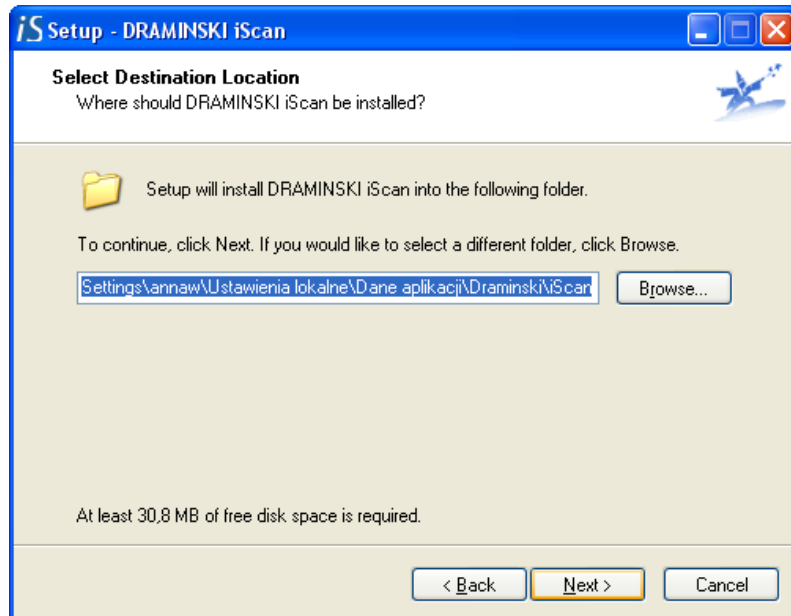 iS Setup - DRAMINSKI iScan
Select Destination Location
Where should DRAMINSKI iScan be installed?
Setup will install DRAMINSKI iScan into the following folder.
To continue, click Next. If you would like to select a different folder, click Browse.
Settings\annaw\Ustawienia lokalne\Dane aplikacji\Draminski\iScan
Browse...
At least 30,8 MB of free disk space is required.
< Back
Next >
Cancel